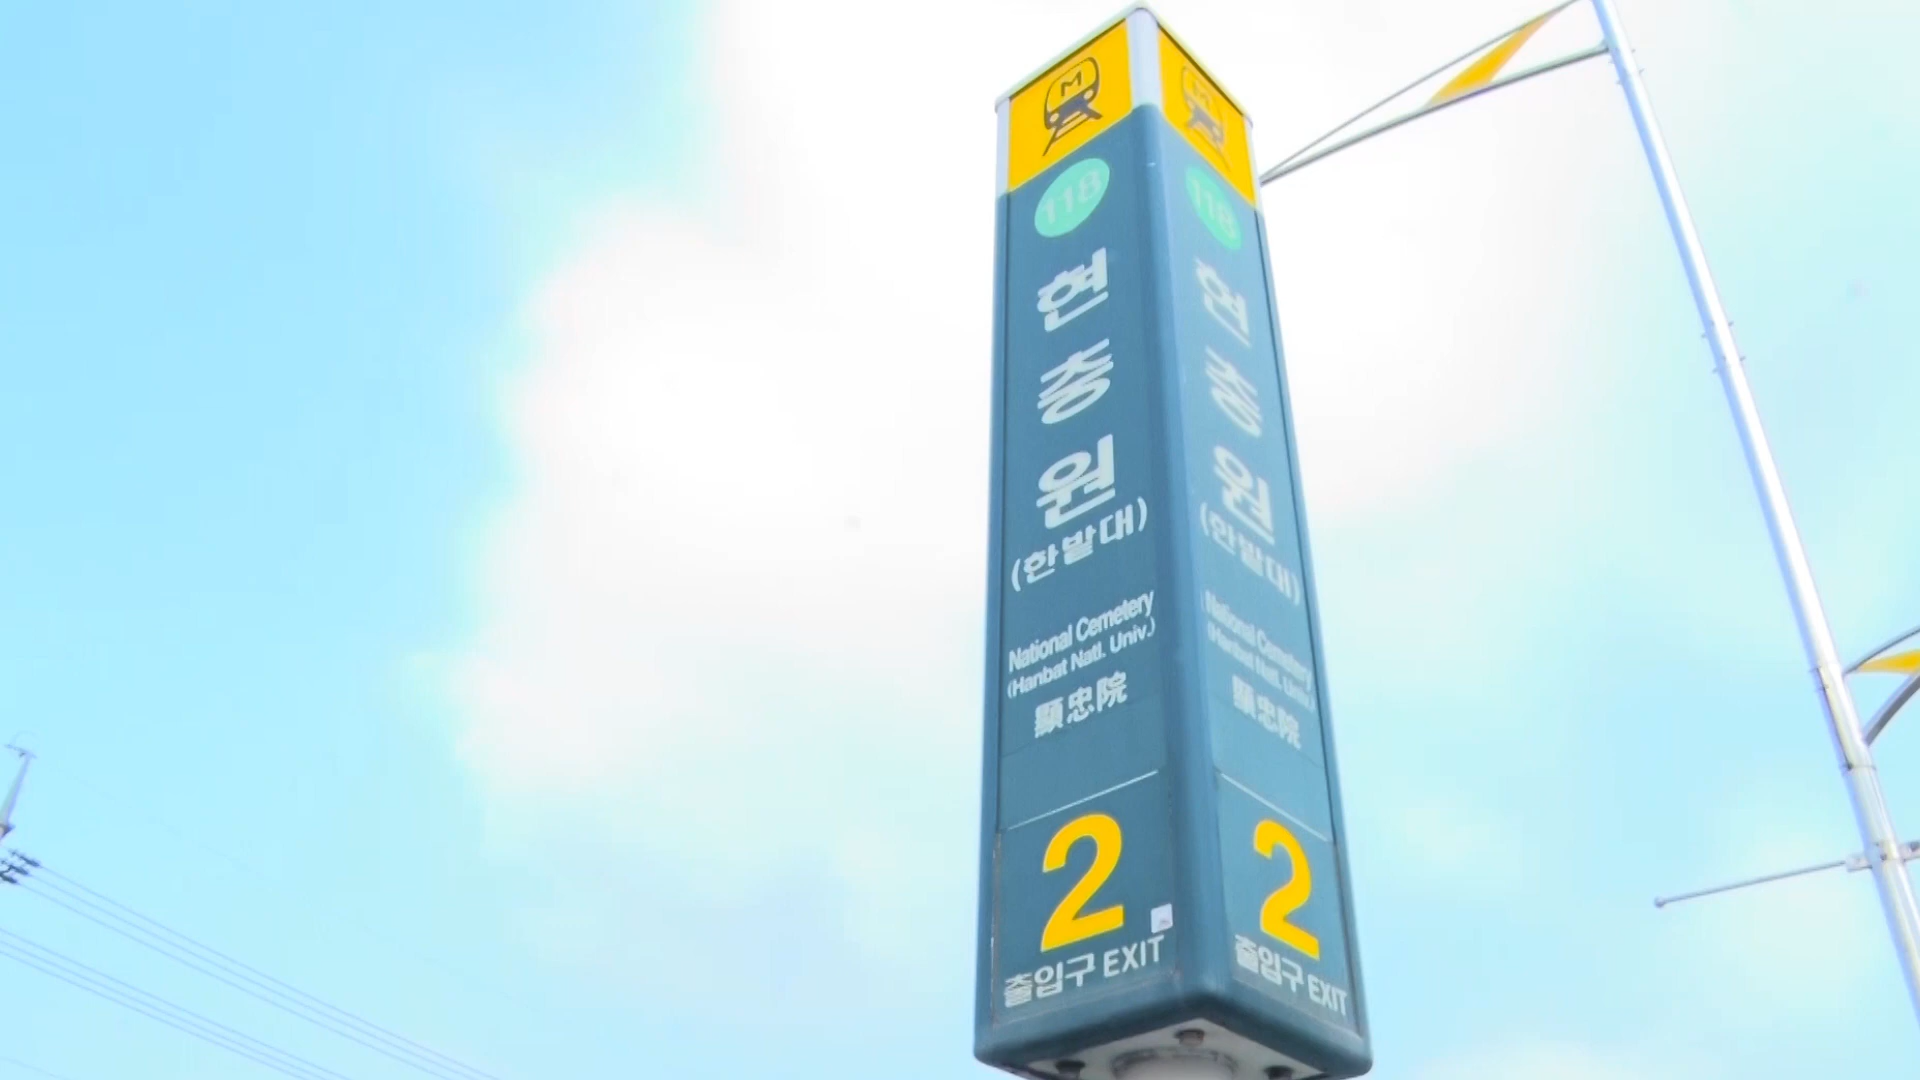 M
118
현충원
(한밭대)
National Cemetery
(Hanbat Natl. Univ.)
顯忠院
2
출입구 EXIT
M
118
현충원
(한밭대)
National Cemetery
(Hanbat Natl. Univ.)
顯忠院
2
출입구 EXIT